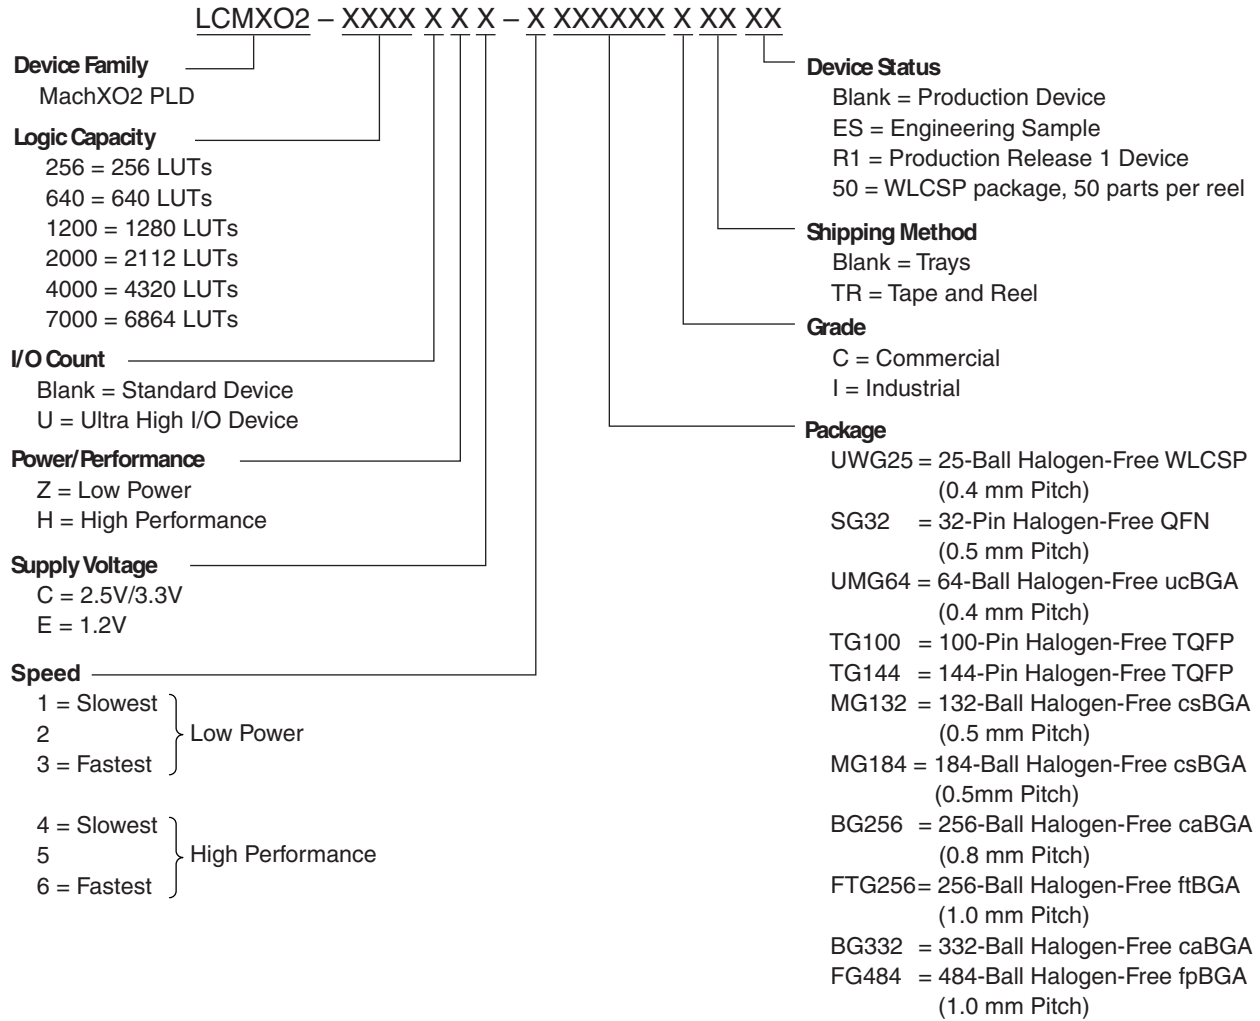 LCMXO2 – XXXX X X X – X XXXXXX X XX XX
Device Family
MachXO2 PLD
Logic Capacity
256 = 256 LUTs
640 = 640 LUTs
1200 = 1280 LUTs
2000 = 2112 LUTs
4000 = 4320 LUTs
7000 = 6864 LUTs
I/O Count
Blank = Standard Device
U = Ultra High I/O Device
Power/Performance
Z = Low Power
H = High Performance
Supply Voltage
C = 2.5V/3.3V
E = 1.2V
Speed
1 = Slowest
2
3 = Fastest
Low Power
4 = Slowest
5
6 = Fastest
High Performance
Device Status
Blank = Production Device
ES = Engineering Sample
R1 = Production Release 1 Device
50 = WLCSP package, 50 parts per reel
Shipping Method
Blank = Trays
TR = Tape and Reel
Grade
C = Commercial
I = Industrial
Package
UWG25 = 25-Ball Halogen-Free WLCSP
(0.4 mm Pitch)
SG32 = 32-Pin Halogen-Free QFN
(0.5 mm Pitch)
UMG64 = 64-Ball Halogen-Free ucBGA
(0.4 mm Pitch)
TG100 = 100-Pin Halogen-Free TQFP
TG144 = 144-Pin Halogen-Free TQFP
MG132 = 132-Ball Halogen-Free csBGA
(0.5 mm Pitch)
MG184 = 184-Ball Halogen-Free csBGA
(0.5mm Pitch)
BG256 = 256-Ball Halogen-Free caBGA
(0.8 mm Pitch)
FTG256= 256-Ball Halogen-Free ftBGA
(1.0 mm Pitch)
BG332 = 332-Ball Halogen-Free caBGA
FG484 = 484-Ball Halogen-Free fpBGA
(1.0 mm Pitch)